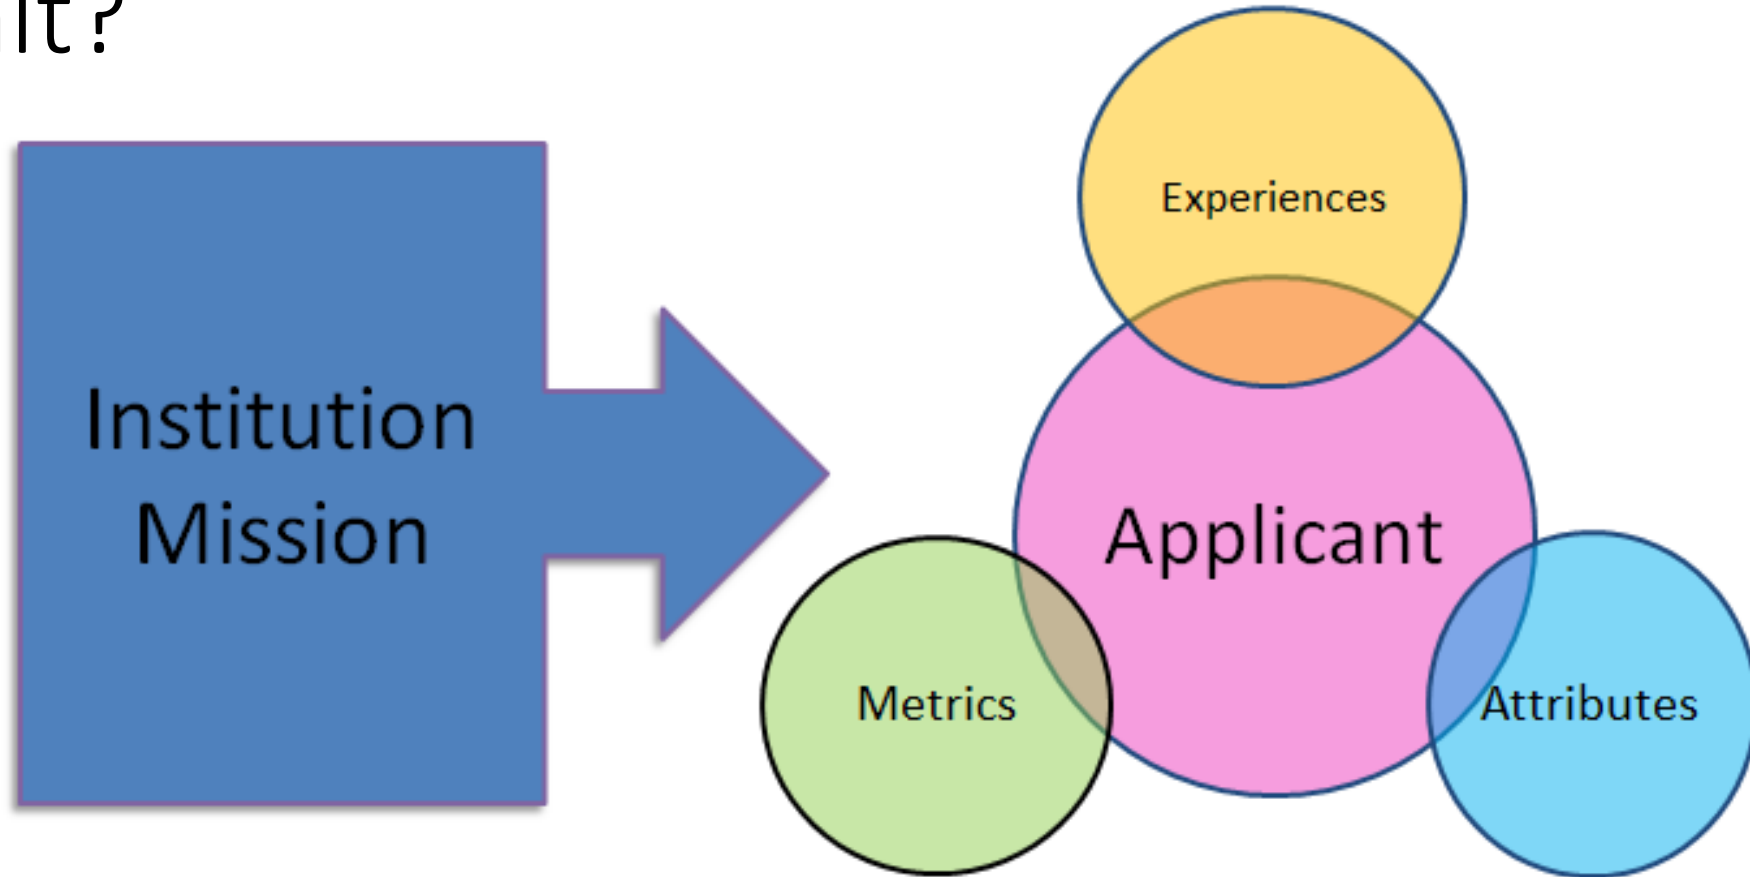 Experiences
Institution
Mission
Applicant
Metrics
Attributes